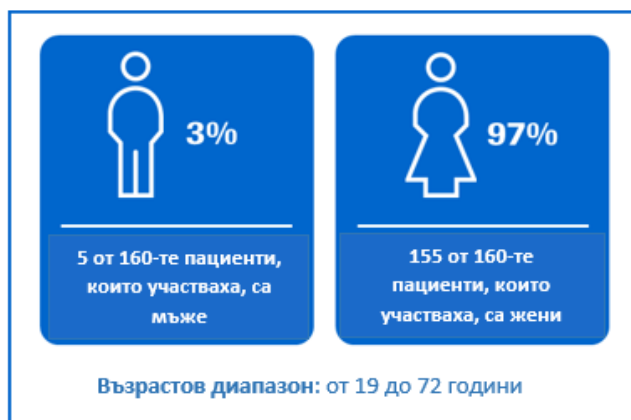 3%
5 от 160-те пациенти,
които участваха, са
мъже
97%
155 от 160-те
пациенти, които
участваха, са жени
Възрастов диапазон: от 19 до 72 години